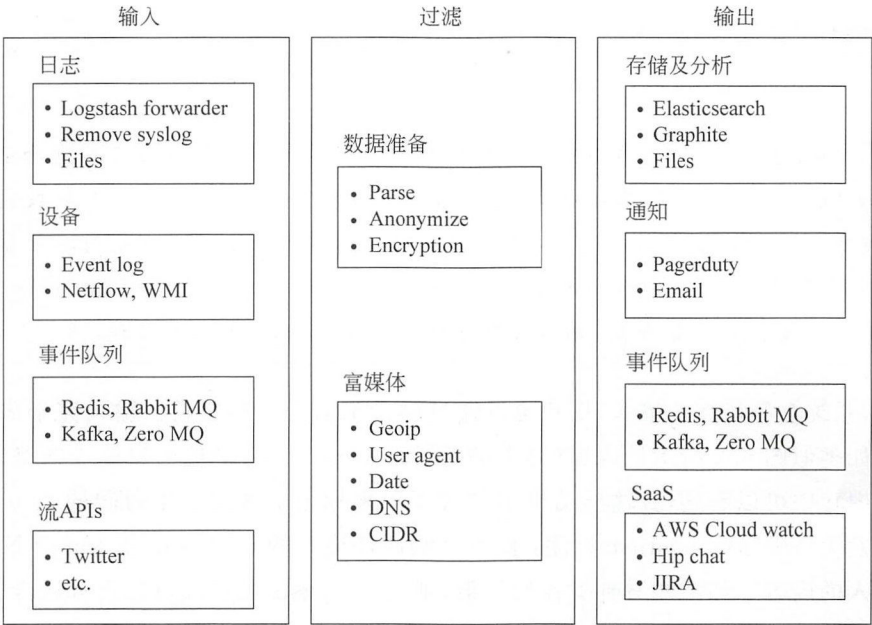 输入
日志
• Logstash forwarder
• Remove syslog
• Files
设备
• Event log
• Netflow, WMI
事件队列
• Redis, Rabbit MQ
• Kafka, Zero MQ
流APIs
• Twitter
• etc.
过滤
数据准备
• Parse
• Anonymize
• Encryption
富媒体
• Geoip
• User agent
• Date
• DNS
• CIDR
输出
存储及分析
• Elasticsearch
• Graphite
• Files
通知
• Pagerduty
• Email
事件队列
• Redis, Rabbit MQ
• Kafka, Zero MQ
SaaS
• AWS Cloud watch
• Hip chat
• JIRA